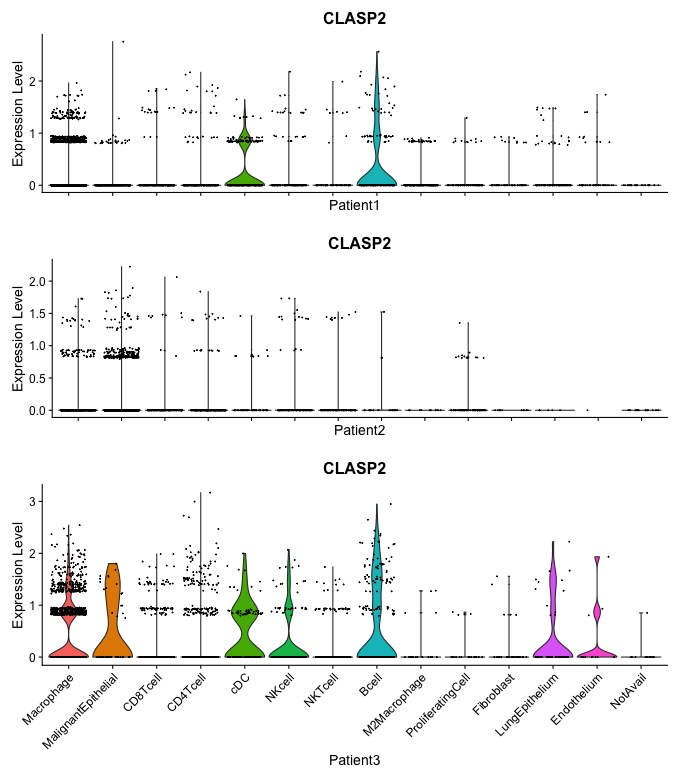 CLASP2
Expression Level
2
1
0
Patient1
CLASP2
Expression Level
2.0
1.5
1.0
0.5
0.0
Patient2
CLASP2
Expression Level
3
2
1
0
Macrophage
MalignantEpithelial
CD8Tcell
CD4Tcell
cDC
NKcell
NKTcell
Bcell
M2Macrophage
ProliferatingCell
Fibroblast
LungEpithelium
Endothelium
NotAvail
Patient3